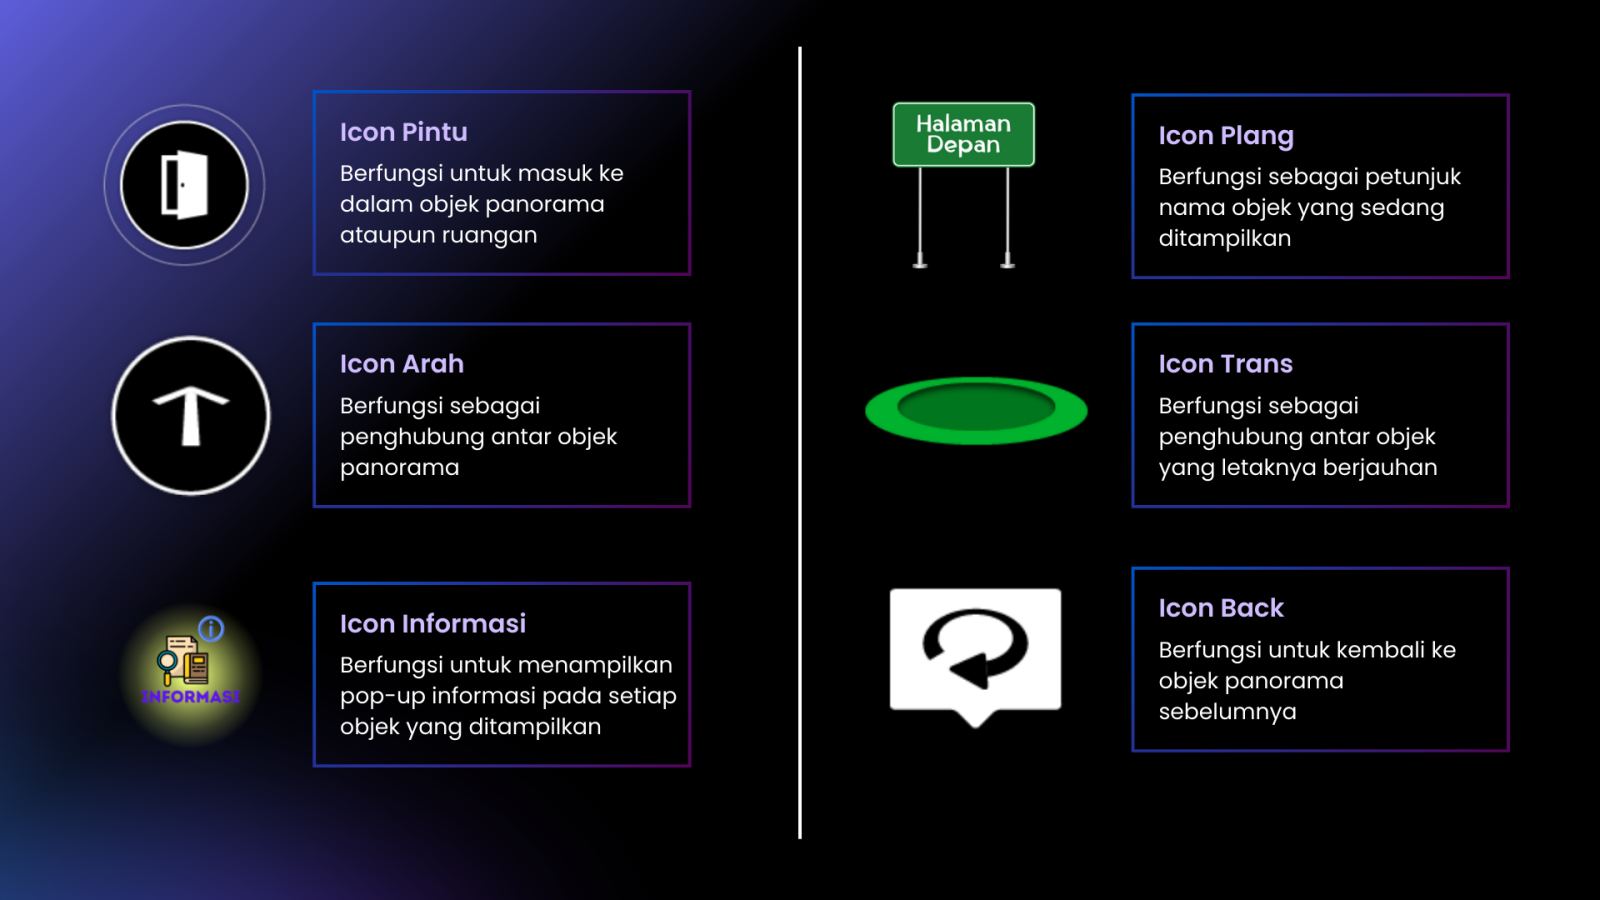 Icon Pintu
Berfungsi untuk masuk ke
dalam objek panorama
ataupun ruangan
Icon Arah
Berfungsi sebagai
penghubung antar objek
panorama
INFORMASI
Icon Informasi
Berfungsi untuk menampilkan
pop-up informasi pada setiap
objek yang ditampilkan
Halaman
Depan
Icon Plang
Berfungsi sebagai petunjuk
nama objek yang sedang
ditampilkan
Icon Trans
Berfungsi sebagai
penghubung antar objek
yang letaknya berjauhan
Icon Back
Berfungsi untuk kembali ke
objek panorama
sebelumnya